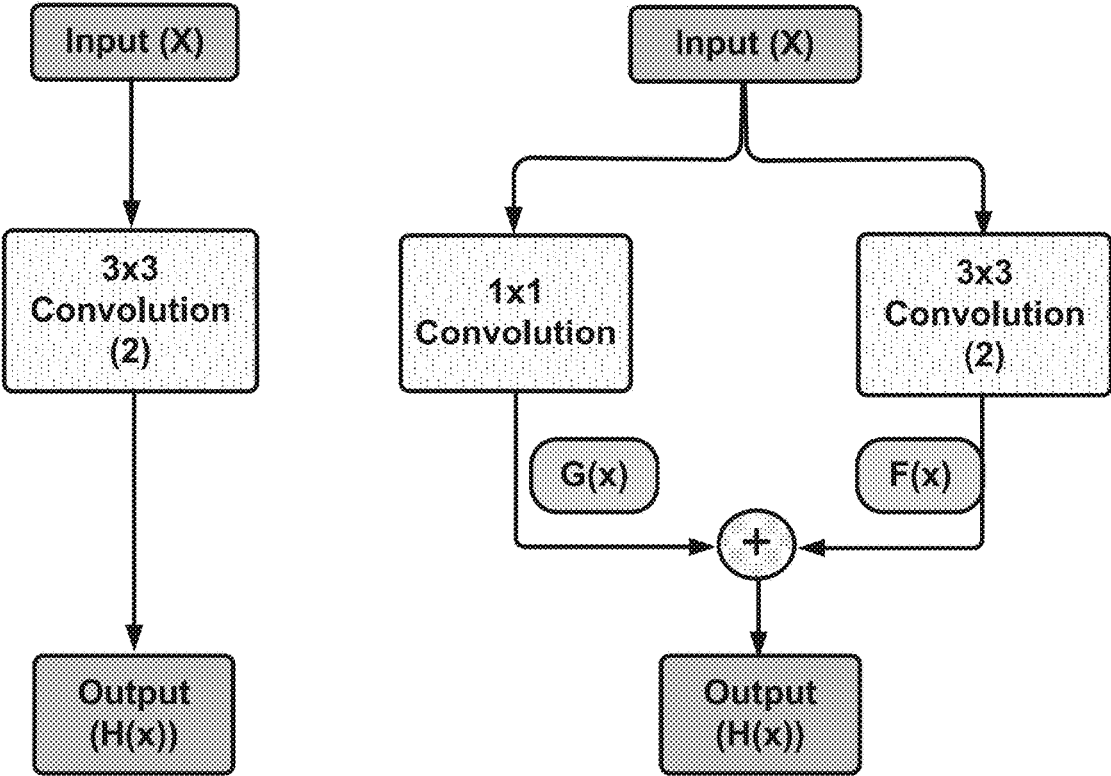 Input (X)
3x3
Convolution
(2)
Output
(H(x))
Input (X)
1x1
Convolution
3x3
Convolution
(2)
G(x)
F(x)
+
Output
(H(x))